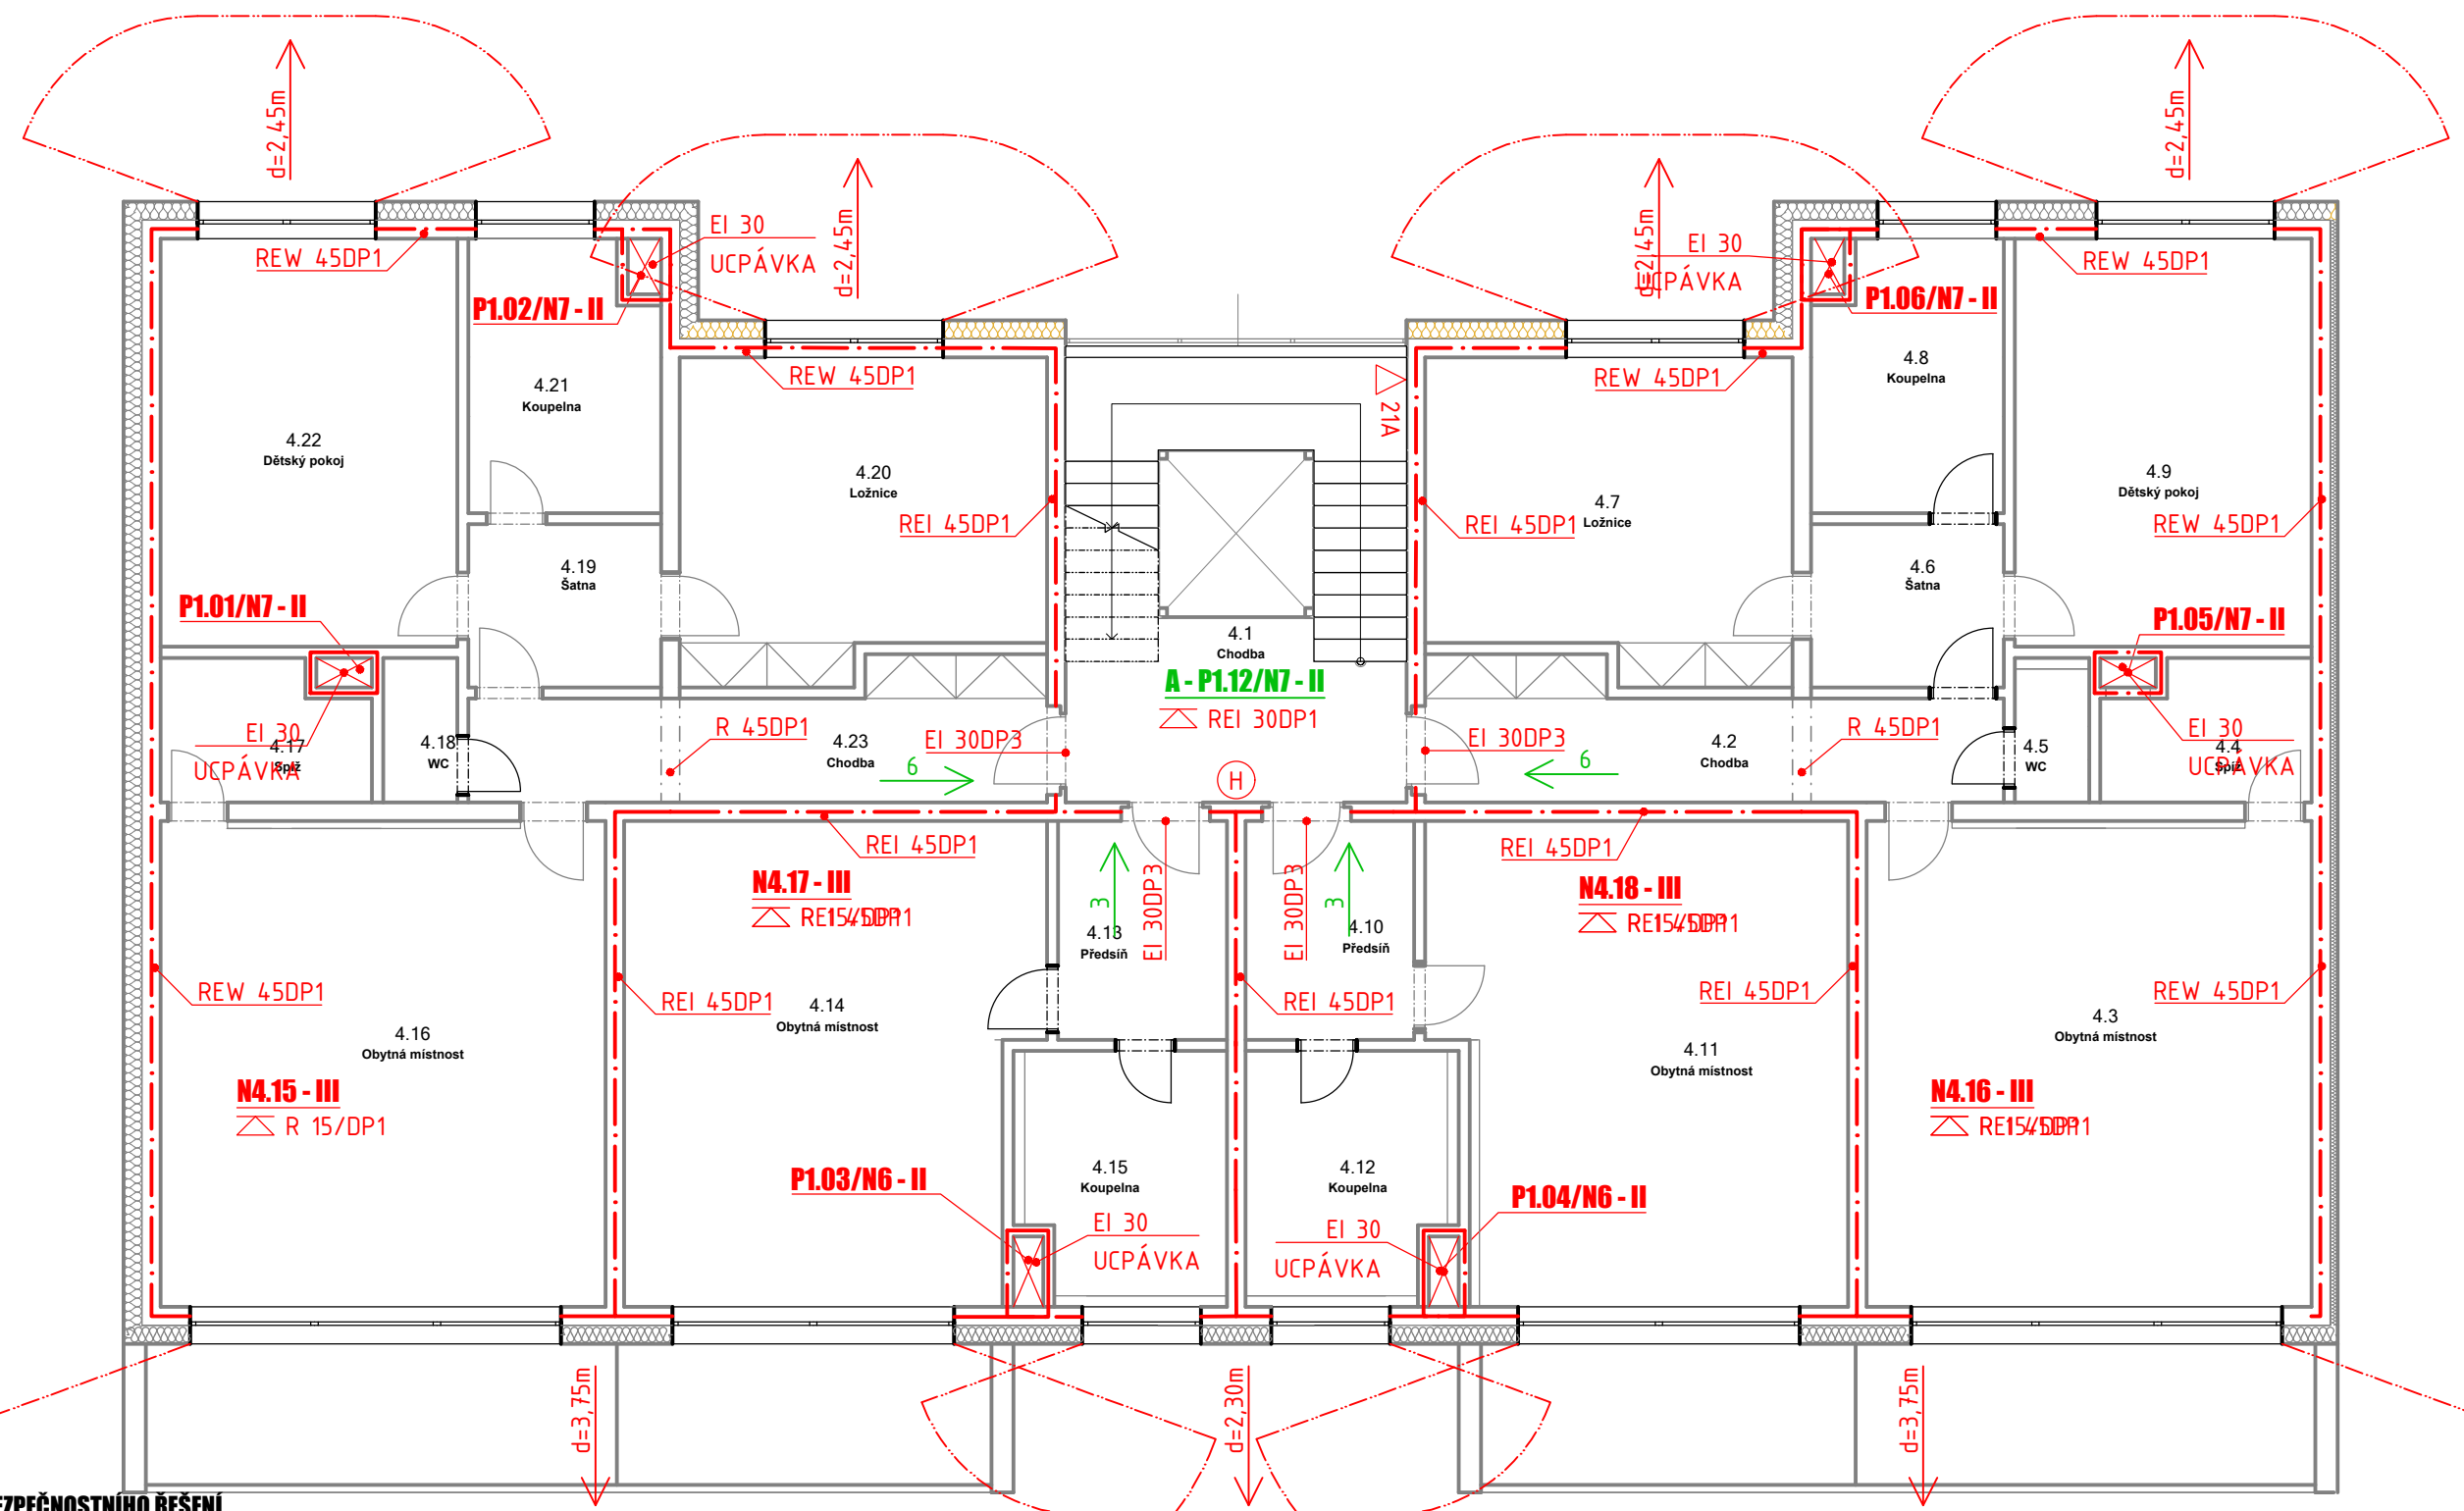 d=2,45m
d=2,45m
d=2,45m
d=2,45m
EI 30
UCPÁVKA
EI 30
UCPÁVKA
REW 45DP1
REW 45DP1
P1.02/N7 - II
P1.06/N7 - II
REW 45DP1
REW 45DP1
4.21
Koupelna
4.8
Koupelna
21A
4.22
Dětský pokoj
4.20
Ložnice
4.7
Ložnice
4.9
Dětský pokoj
REI 45DP1
REI 45DP1
REW 45DP1
4.19
Šatna
4.6
Šatna
P1.01/N7 - II
P1.05/N7 - II
4.1
Chodba
A - P1.12/N7 - II
REI 30DP1
EI 30
UCPÁVKA
4.17
Spíž
4.18
WC
R 45DP1
4.23
Chodba
EI 30DP3
6
EI 30DP3
6
4.2
Chodba
R 45DP1
4.5
WC
EI 30
UCPÁVKA
4.4
Spíž
H
REI 45DP1
REI 45DP1
N4.17 - III
N4.18 - III
3
EI 30DP3
EI 30DP3
3
4.13
Předsíň
4.10
Předsíň
REW 45DP1
REI 45DP1
4.14
Obytná místnost
REI 45DP1
REI 45DP1
REW 45DP1
4.16
Obytná místnost
4.11
Obytná místnost
4.3
Obytná místnost
N4.15 - III
R 15/DP1
N4.16 - III
4.15
Koupelna
4.12
Koupelna
P1.03/N6 - II
P1.04/N6 - II
EI 30
UCPÁVKA
EI 30
UCPÁVKA
d=3,75m
d=2,30m
d=3,75m
EZPEČNOSTNÍHO ŘEŠENÍ